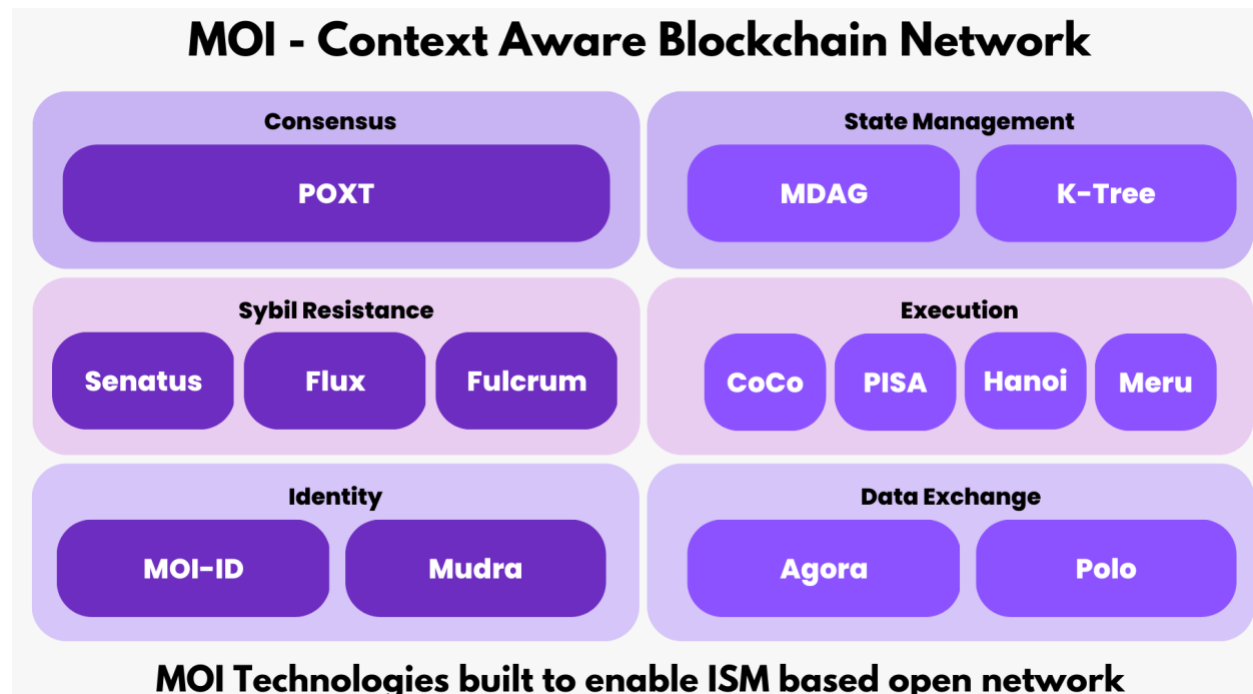 MOI - Context Aware Blockchain Network
Consensus
POXT
State Management
MDAG
K-Tree
Sybil Resistance
Senatus
Flux
Fulcrum
Execution
CoCo
PISA
Hanoi
Meru
Identity
MOI-ID
Mudra
Data Exchange
Agora
Polo
MOI Technologies built to enable ISM based open network